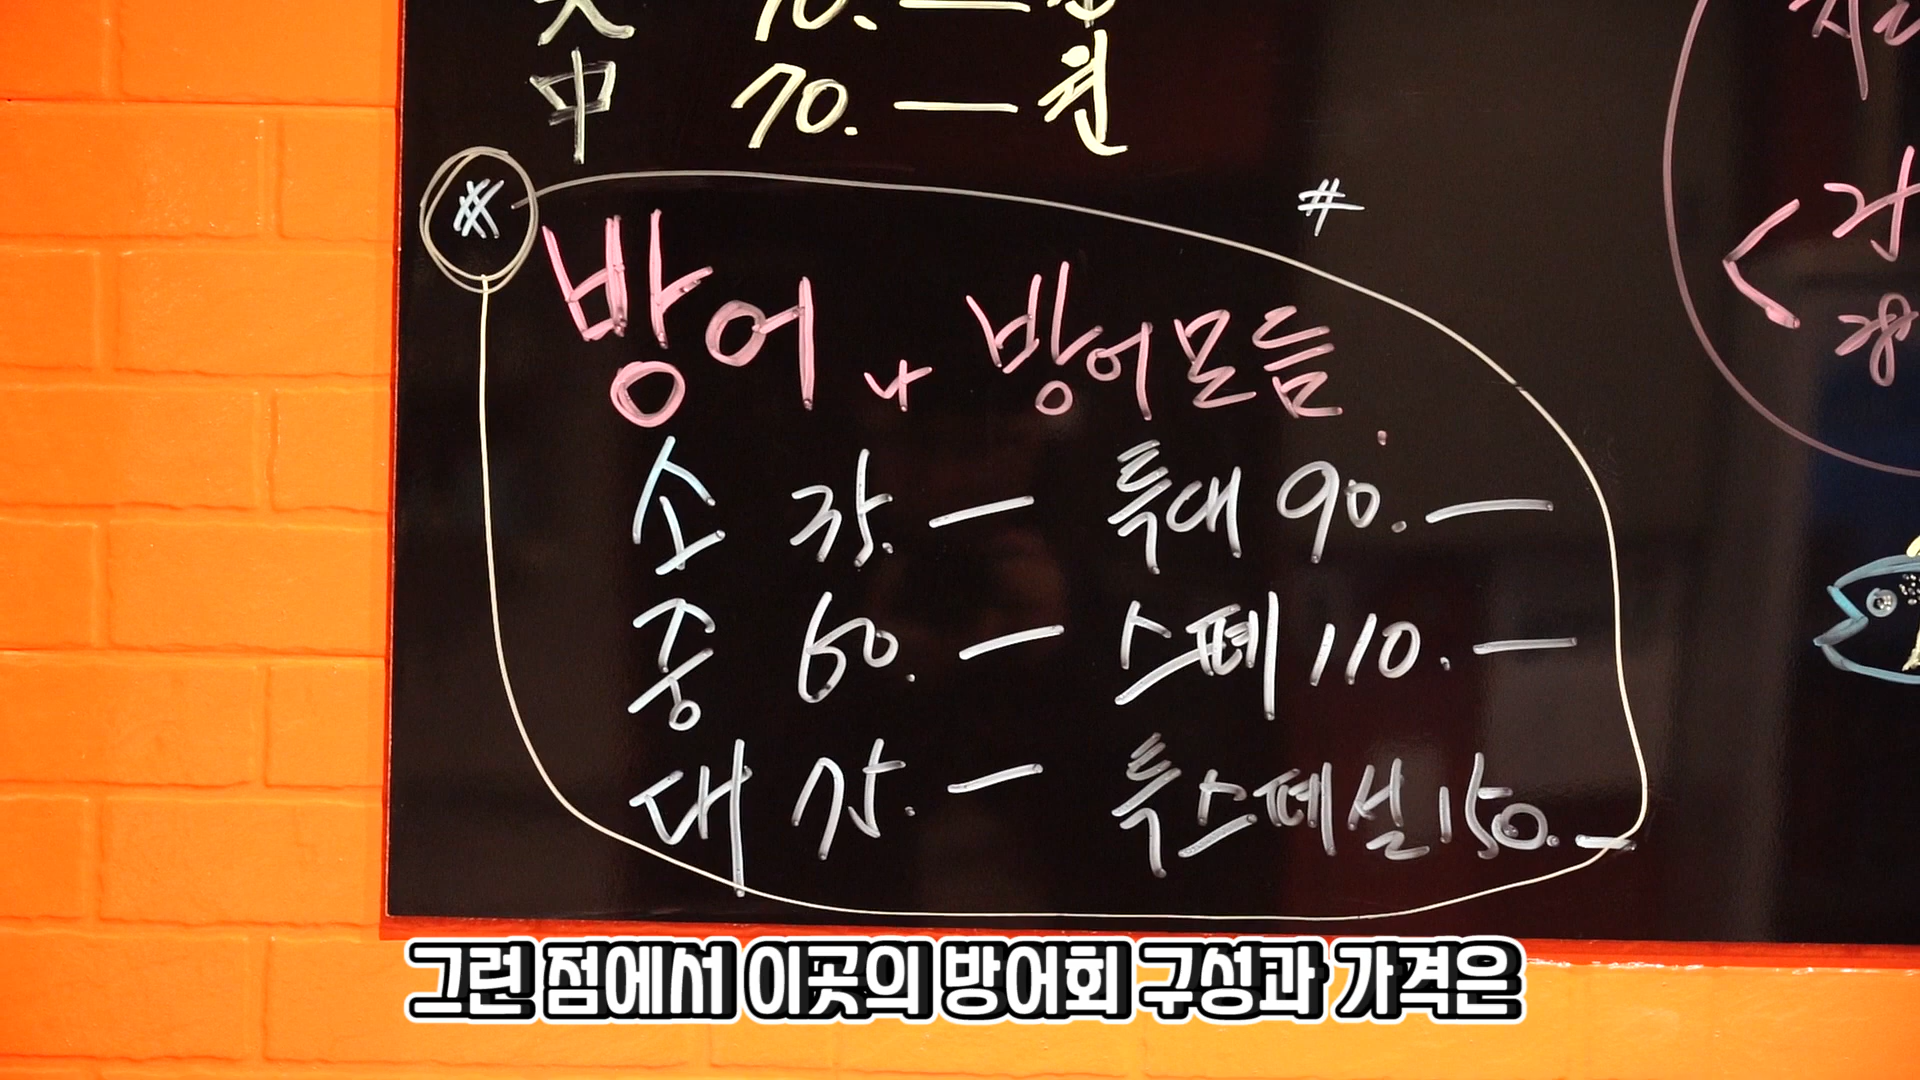 中 70.—원
※ #
방어 + 방어모듬.
소 35.— 특대 90.—
중 60.— 스페 110.—
대 75.— 특스페셜 150.—
그런 점에서 이곳의 방어회 구성과 가격은